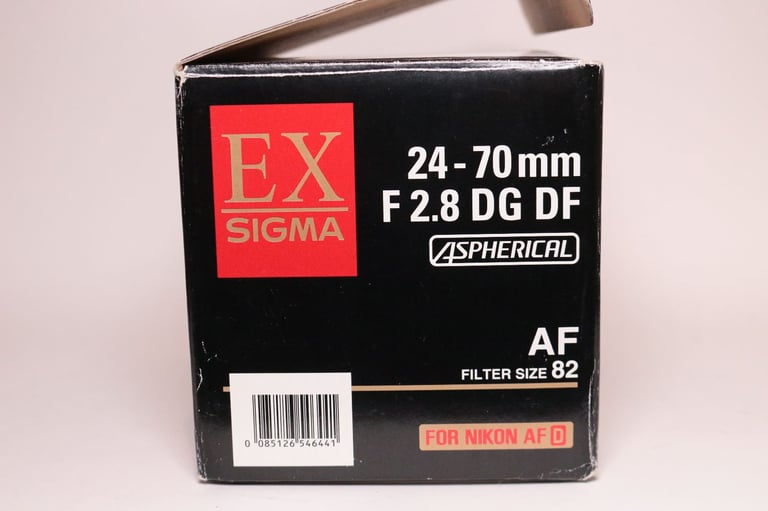 EX
SIGMA
24-70mm
F 2.8 DG DF
ASPHERICAL
AF
FILTER SIZE 82
0 085126 546441
FOR NIKON AF D